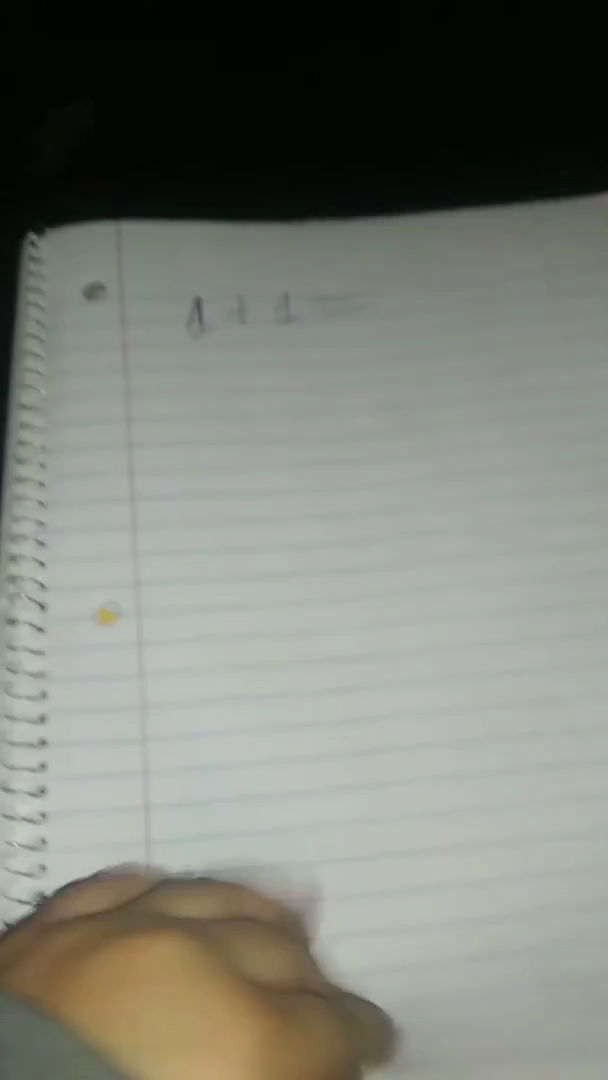 1 + 1 =